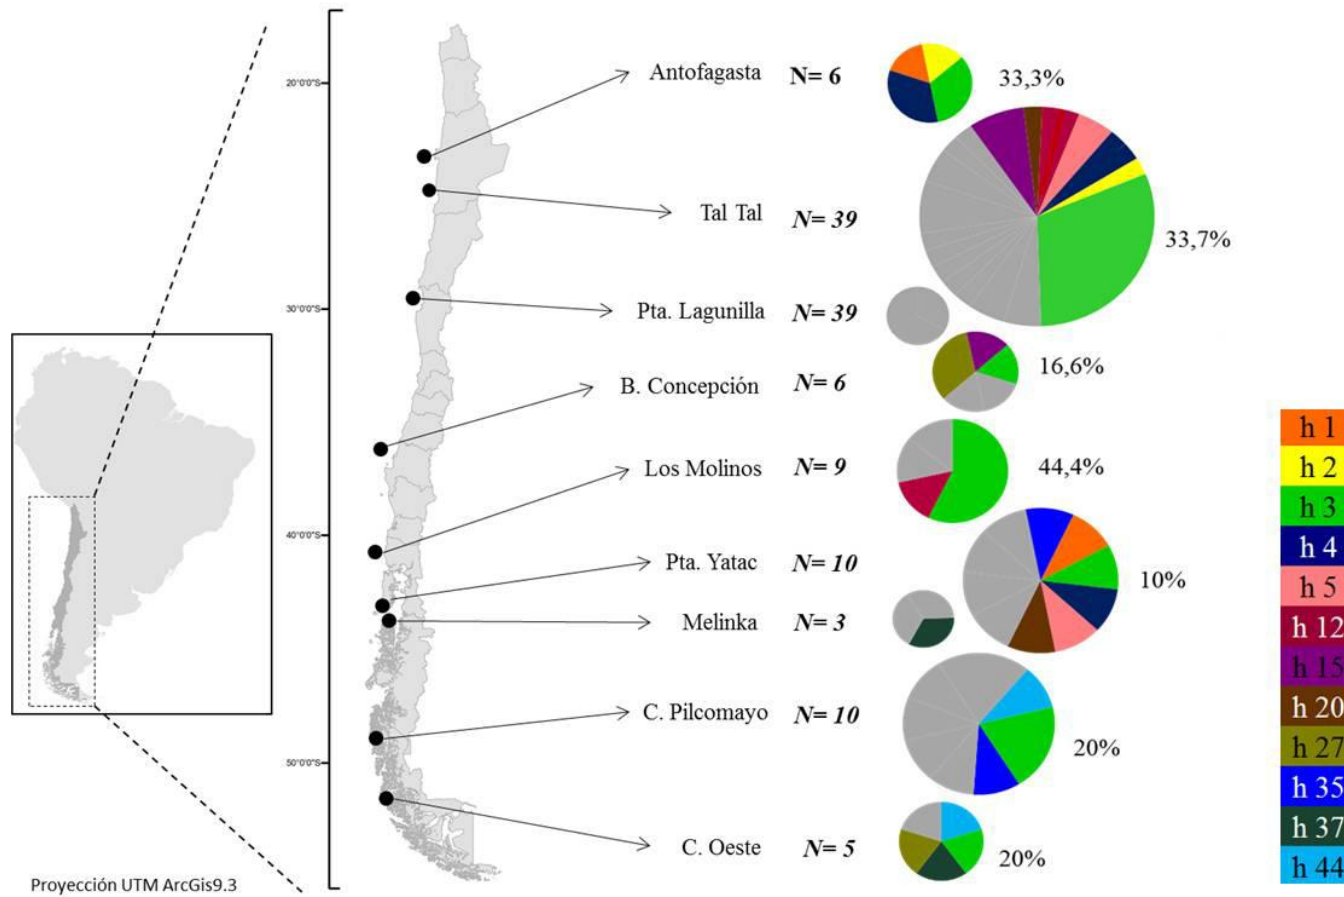 Antofagasta N= 6 33,3%
20°0'0"S
Tal Tal N= 39 33,7%
30°0'0"S
Pta. Lagunilla N= 39
B. Concepción N= 6 16,6%
h 1
h 2
h 3
h 4
h 5
h 12
h 15
h 20
h 27
h 35
h 37
h 44
Los Molinos N= 9 44,4%
40°0'0"S
Pta. Yatac N= 10 10%
Melinka N= 3
C. Pilcomayo N= 10 20%
50°0'0"S
C. Oeste N= 5 20%
Proyección UTM ArcGis9.3